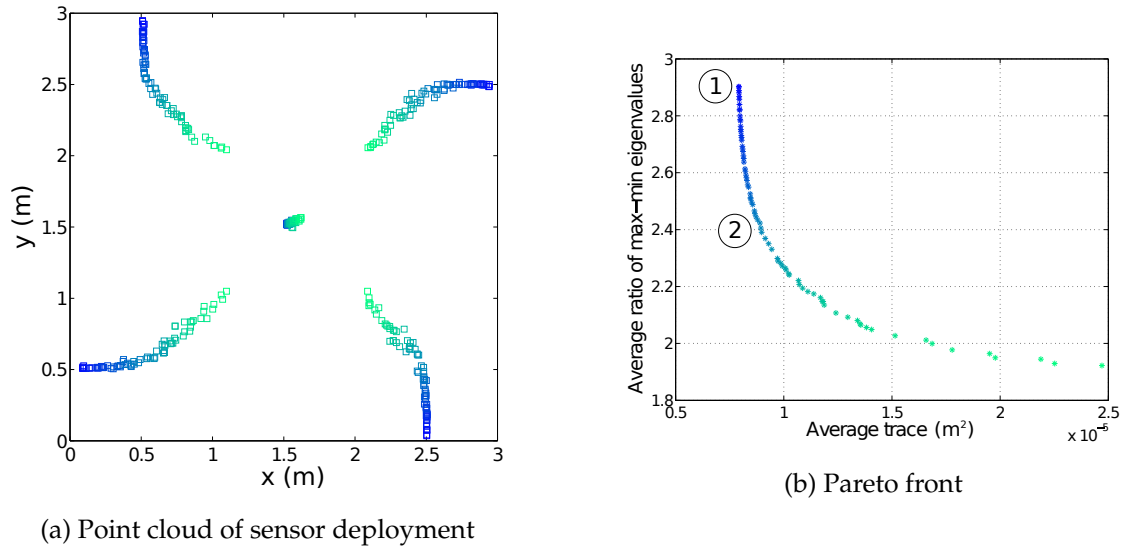 3
2.5
2
1.5
1
0.5
0
0 0.5 1 1.5 2 2.5 3
y (m)
x (m)
(a) Point cloud of sensor deployment
3
2.8
2.6
2.4
2.2
2
1.8
0.5 1 1.5 2 2.5
x 10⁻⁵
Average ratio of max−min eigenvalues
Average trace (m²)
1
2
(b) Pareto front